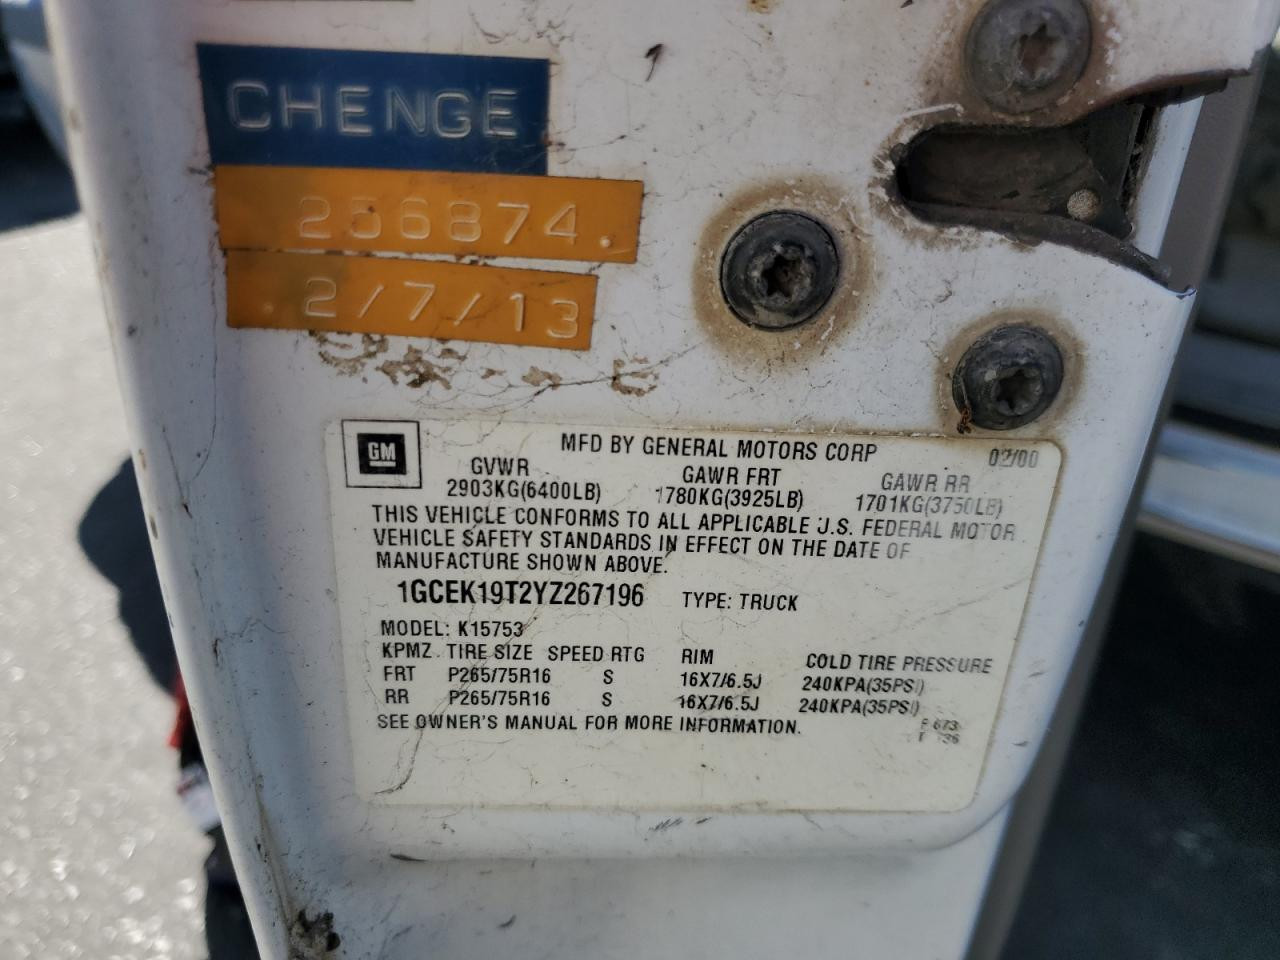 CHENGE
236874.
.2/7/13
GM
MFD BY GENERAL MOTORS CORP 02/00
GVWR GAWR FRT GAWR RR
2903KG(6400LB) 1780KG(3925LB) 1701KG(3750LB)
THIS VEHICLE CONFORMS TO ALL APPLICABLE U.S. FEDERAL MOTOR
VEHICLE SAFETY STANDARDS IN EFFECT ON THE DATE OF
MANUFACTURE SHOWN ABOVE.
1GCEK19T2YZ267196 TYPE: TRUCK
MODEL: K15753
KPMZ TIRE SIZE SPEED RTG RIM COLD TIRE PRESSURE
FRT P265/75R16 S 16X7/6.5J 240KPA(35PSI)
RR P265/75R16 S 16X7/6.5J 240KPA(35PSI)
SEE OWNER'S MANUAL FOR MORE INFORMATION.
673